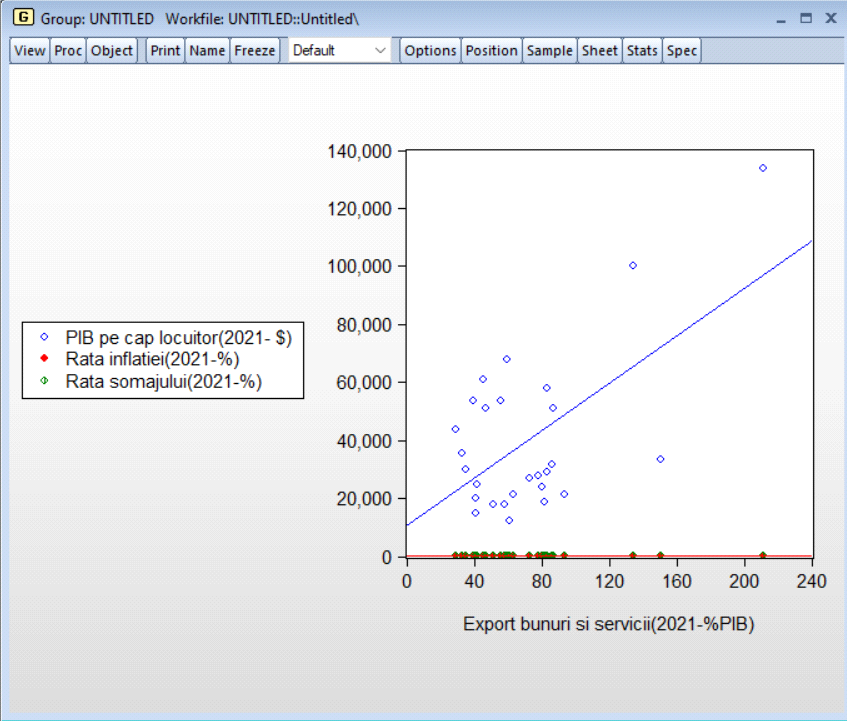 G Group: UNTITLED Workfile: UNTITLED::Untitled\
View Proc Object Print Name Freeze Default Options Position Sample Sheet Stats Spec
140,000
120,000
100,000
80,000
60,000
40,000
20,000
0
0 40 80 120 160 200 240
Export bunuri si servicii(2021-%PIB)
PIB pe cap locuitor(2021- $)
Rata inflatiei(2021-%)
Rata somajului(2021-%)